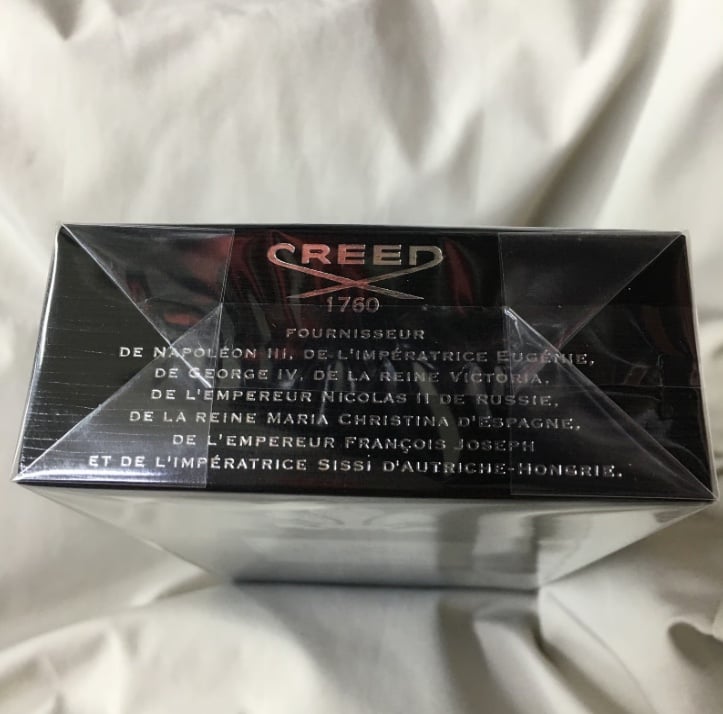 CREED
1760
FOURNISSEUR
DE NAPOLÉON III, DE L'IMPÉRATRICE EUGÉNIE,
DE GEORGE IV, DE LA REINE VICTORIA,
DE L'EMPEREUR NICOLAS II DE RUSSIE,
DE LA REINE MARIA CHRISTINA D'ESPAGNE,
DE L'EMPEREUR FRANÇOIS JOSEPH
ET DE L'IMPÉRATRICE SISSI D'AUTRICHE-HONGRIE.